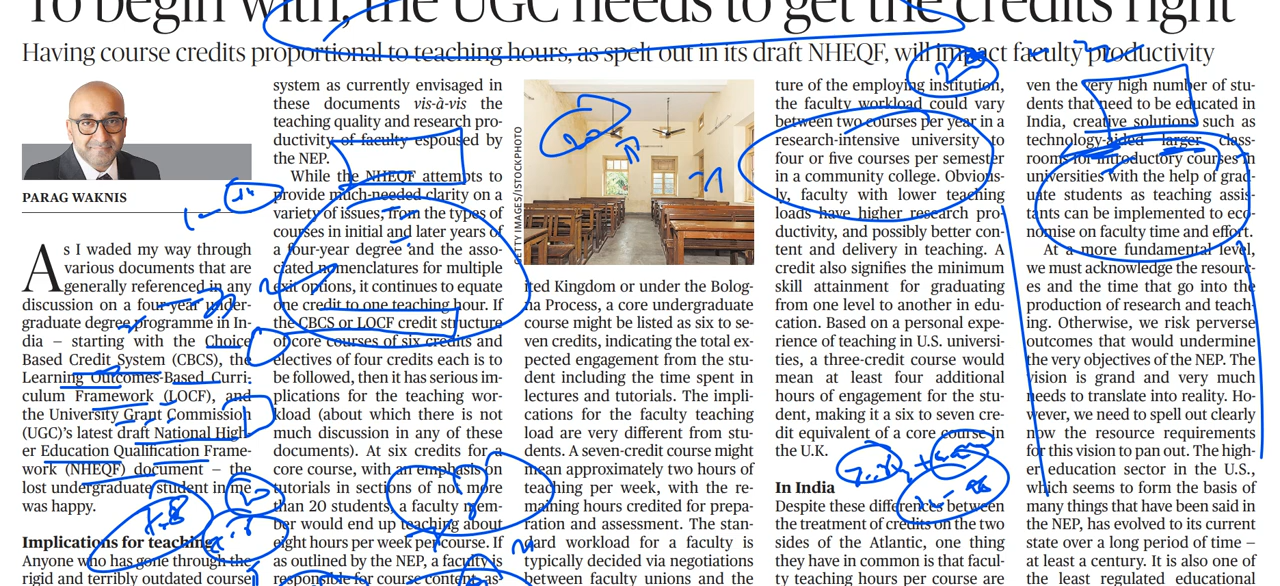 To begin with, the UGC needs to get the credits right
Having course credits proportional to teaching hours, as spelt out in its draft NHEQF, will impact faculty productivity
PARAG WAKNIS
As I waded my way through
various documents that are
generally referenced in any
discussion on a four-year under-
graduate degree programme in In-
dia – starting with the Choice
Based Credit System (CBCS), the
Learning Outcomes-Based Curri-
culum Framework (LOCF), and
the University Grant Commission
(UGC)’s latest draft National High-
er Education Qualification Frame-
work (NHEQF) document – the
lost undergraduate student in me
was happy.
Implications for teaching
Anyone who has gone through the
rigid and terribly outdated course
system as currently envisaged in
these documents vis-à-vis the
teaching quality and research pro-
ductivity of faculty espoused by
the NEP.
While the NHEQF attempts to
provide much-needed clarity on a
variety of issues, from the types of
courses in initial and later years of
a four-year degree and the asso-
ciated nomenclatures for multiple
exit options, it continues to equate
one credit to one teaching hour. If
the CBCS or LOCF credit structure
of core courses of six credits and
electives of four credits each is to
be followed, then it has serious im-
plications for the teaching wor-
kload (about which there is not
much discussion in any of these
documents). At six credits for a
core course, with an emphasis on
tutorials in sections of not more
than 20 students, a faculty mem-
ber would end up teaching about
eight hours per week per course. If
as outlined by the NEP, a faculty is
responsible for course content as
GETTY IMAGES/ISTOCKPHOTO
ited Kingdom or under the Bolog-
na Process, a core undergraduate
course might be listed as six to se-
ven credits, indicating the total ex-
pected engagement from the stu-
dent including the time spent in
lectures and tutorials. The impli-
cations for the faculty teaching
load are very different from stu-
dents. A seven-credit course might
mean approximately two hours of
teaching per week, with the re-
maining hours credited for prepa-
ration and assessment. The stan-
dard workload for a faculty is
typically decided via negotiations
between faculty unions and the
ture of the employing institution,
the faculty workload could vary
between two courses per year in a
research-intensive university to
four or five courses per semester
in a community college. Obvious-
ly, faculty with lower teaching
loads have higher research pro-
ductivity, and possibly better con-
tent and delivery in teaching. A
credit also signifies the minimum
skill attainment for graduating
from one level to another in edu-
cation. Based on a personal expe-
rience of teaching in U.S. universi-
ties, a three-credit course would
mean at least four additional
hours of engagement for the stu-
dent, making it a six to seven cre-
dit equivalent of a core course in
the U.K.
In India
Despite these differences between
the treatment of credits on the two
sides of the Atlantic, one thing
they have in common is that facul-
ty teaching hours per course are
ven the very high number of stu-
dents that need to be educated in
India, creative solutions such as
technology-aided larger class-
rooms for introductory courses in
universities with the help of grad-
uate students as teaching assis-
tants can be implemented to eco-
nomise on faculty time and effort.
At a more fundamental level,
we must acknowledge the resourc-
es and the time that go into the
production of research and teach-
ing. Otherwise, we risk perverse
outcomes that would undermine
the very objectives of the NEP. The
vision is grand and very much
needs to translate into reality. Ho-
wever, we need to spell out clearly
now the resource requirements
for this vision to pan out. The high-
er education sector in the U.S.,
which seems to form the basis of
many things that have been said in
the NEP, has evolved to its current
state over a long period of time –
at least a century. It is also one of
the least regulated educational